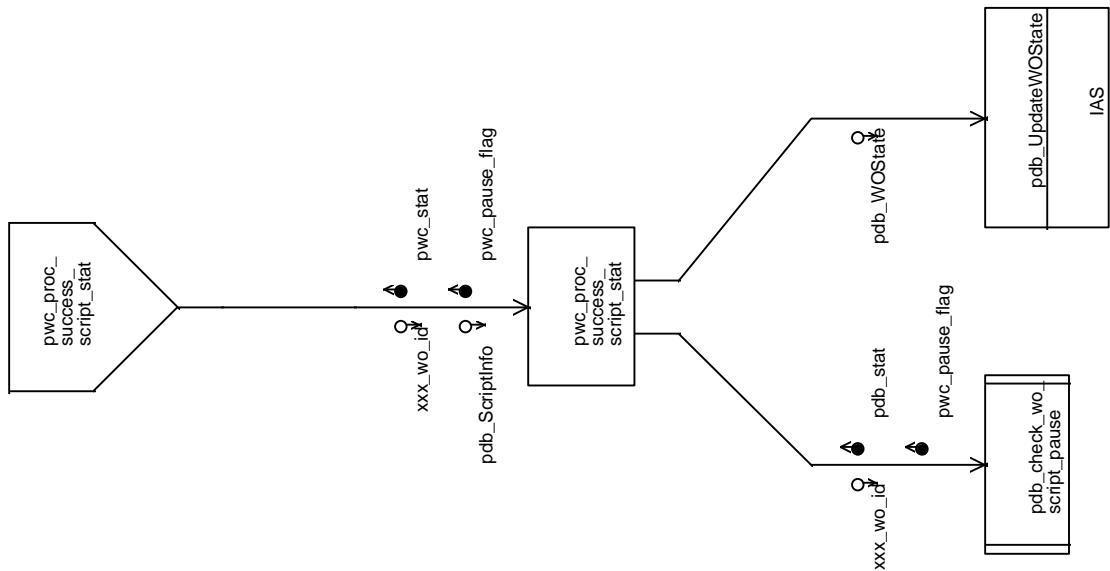 pwc_proc_
success_
script_stat
pwc_stat
pwc_pause_flag
xxx_wo_id
pdb_ScriptInfo
pwc_proc_
success_
script_stat
pdb_WOState
pdb_UpdateWOState
IAS
pdb_stat
pwc_pause_flag
xxx_wo_id
pdb_check_wo_
script_pause